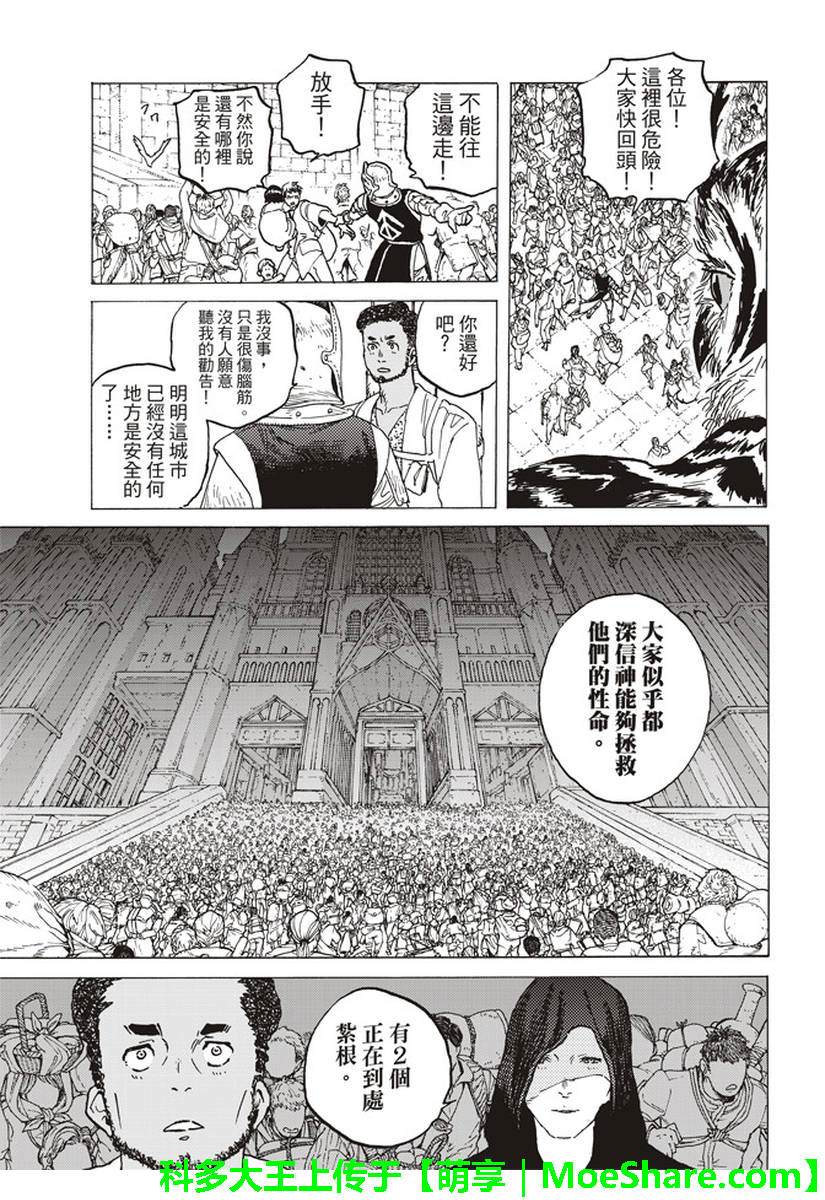 各位！
這裡很危險！
大家快回頭！
不能往
這邊走！
放手！
不然你說
還有哪裡
是安全的！
你還好
吧？
我沒事，
只是很傷腦筋。
沒有人願意
聽我的勸告！
明明這城市
已經沒有任何
地方是安全的
了……
大家似乎都
深信神能夠拯救
他們的性命。
有2個
正在到處
紮根。
科多大王上传于【萌享｜MoeShare.com】